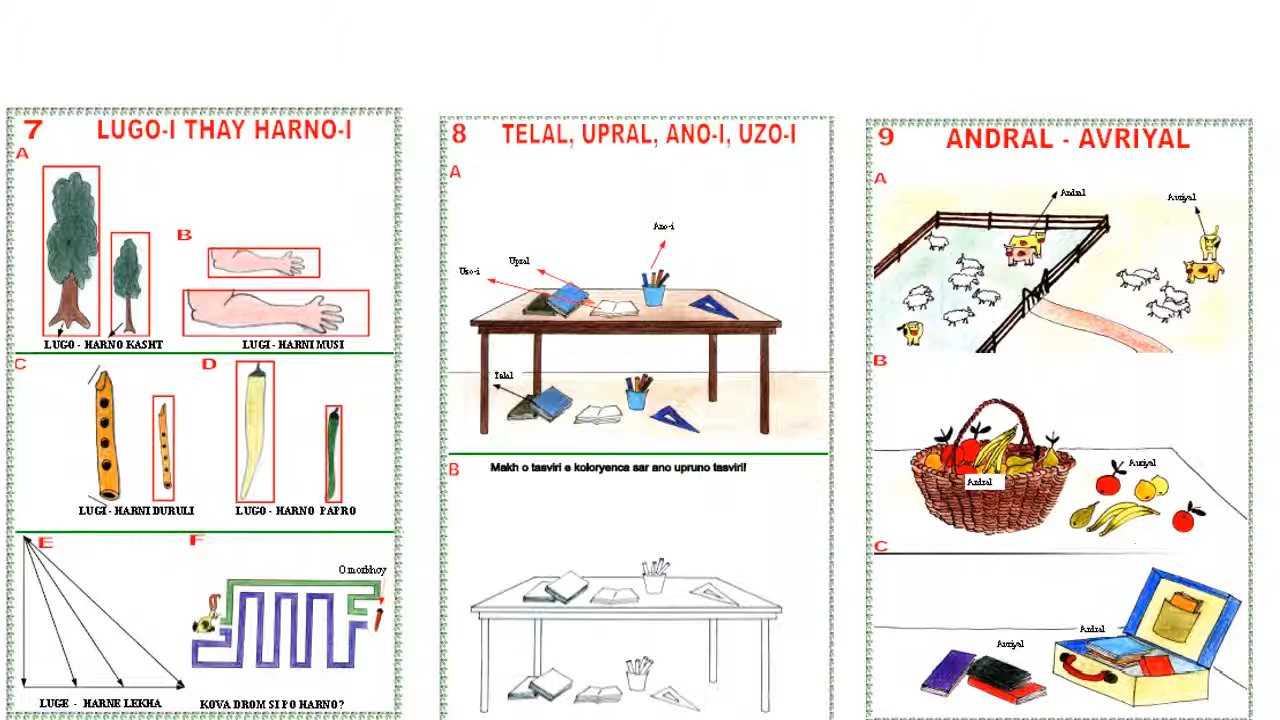 7 LUGO-I THAY HARNO-I
A
LUGO - HARNO KASHT
B
LUGI - HARNI MUSI
C
LUGI - HARNI DURULI
D
LUGO - HARNO PAPRO
E
LUGE - HARNE LEKHA
F
O morbhoy
KOVA DROM SI PO HARNO?
8 TELAL, UPRAL, ANO-I, UZO-I
A
Ano-i
Upral
Uzo-i
Telal
B
Makh o tasviri e koloryenca sar ano upruno tasviri!
9 ANDRAL - AVRIYAL
A
Andral
Avriyal
B
Avriyal
Andral
C
Andral
Avriyal